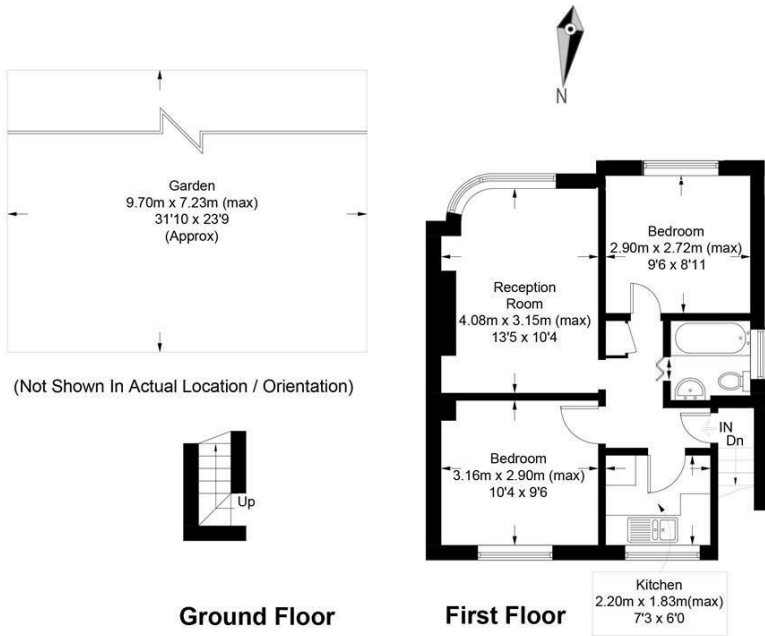 N
Garden
9.70m x 7.23m (max)
31'10 x 23'9
(Approx)
(Not Shown In Actual Location / Orientation)
Up
Ground Floor
Bedroom
2.90m x 2.72m (max)
9'6 x 8'11
Reception
Room
4.08m x 3.15m (max)
13'5 x 10'4
IN
Dn
Bedroom
3.16m x 2.90m (max)
10'4 x 9'6
Kitchen
2.20m x 1.83m(max)
7'3 x 6'0
First Floor